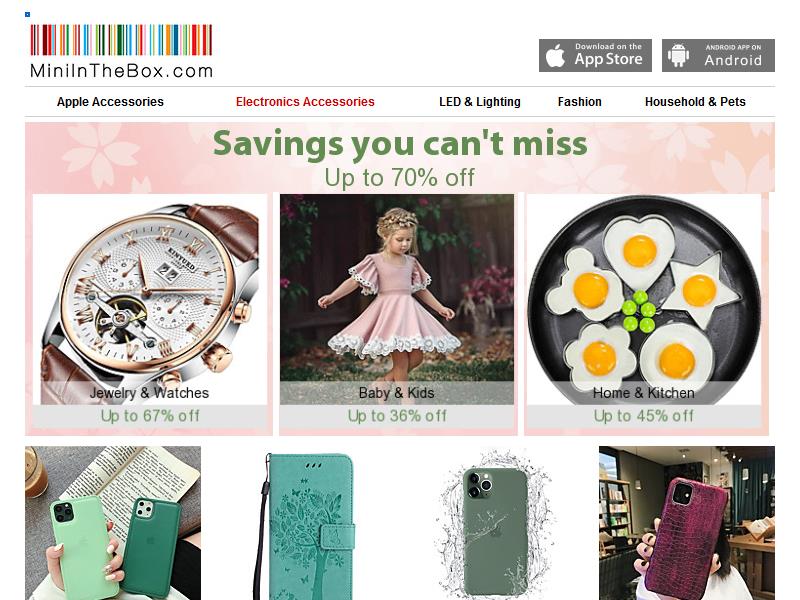 MiniInTheBox.com
Download on the
App Store
ANDROID APP ON
Android
Apple Accessories
Electronics Accessories
LED & Lighting
Fashion
Household & Pets
Savings you can't miss
Up to 70% off
KINYUED
Jewelry & Watches
Baby & Kids
Home & Kitchen
Up to 67% off
Up to 36% off
Up to 45% off